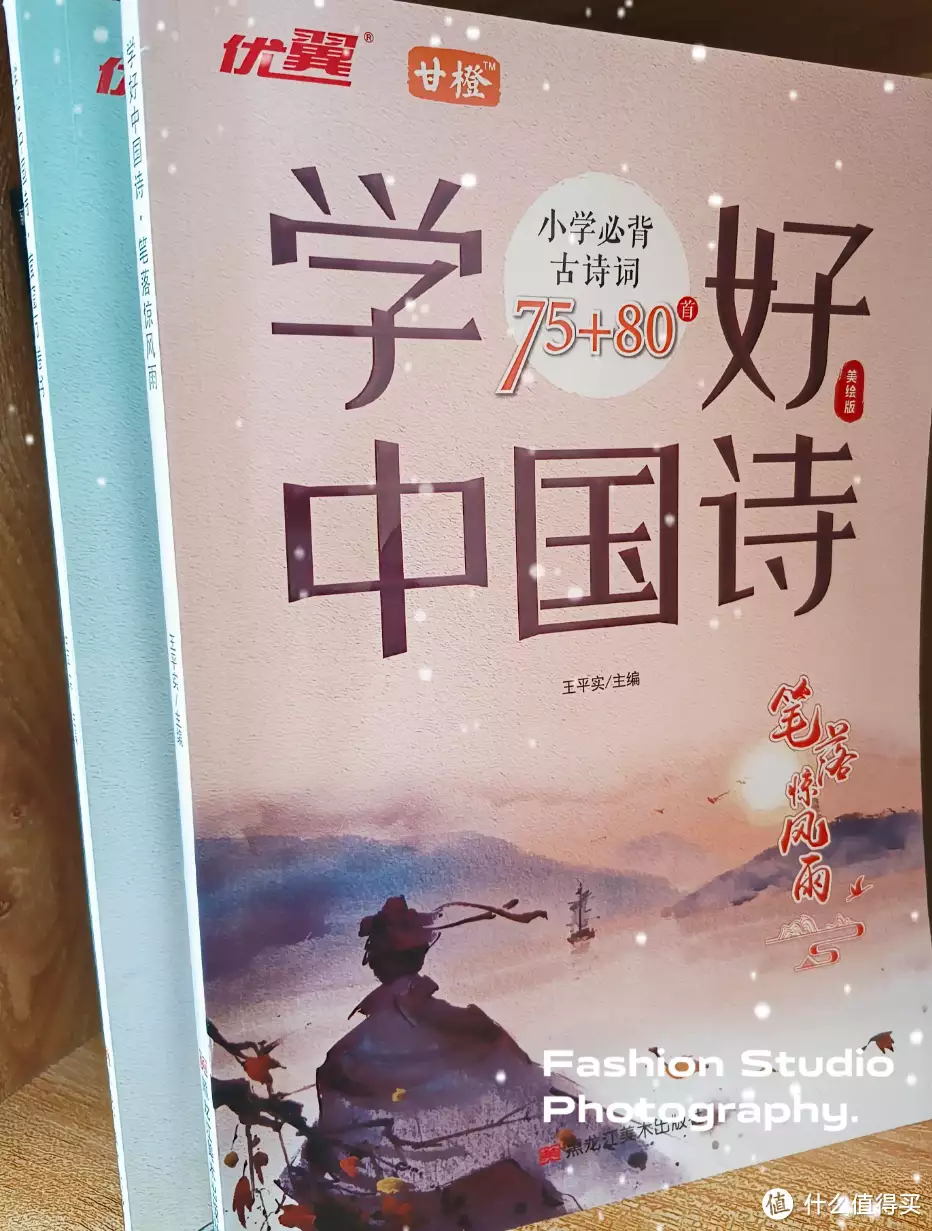 优翼®
甘橙™
学好
小学必背
古诗词
75+80首
美绘版
中国诗
王平实/主编
笔落惊风雨
学好中国诗·笔落惊风雨
Fashion Studio
Photography.
黑龙江美术出版
值 什么值得买